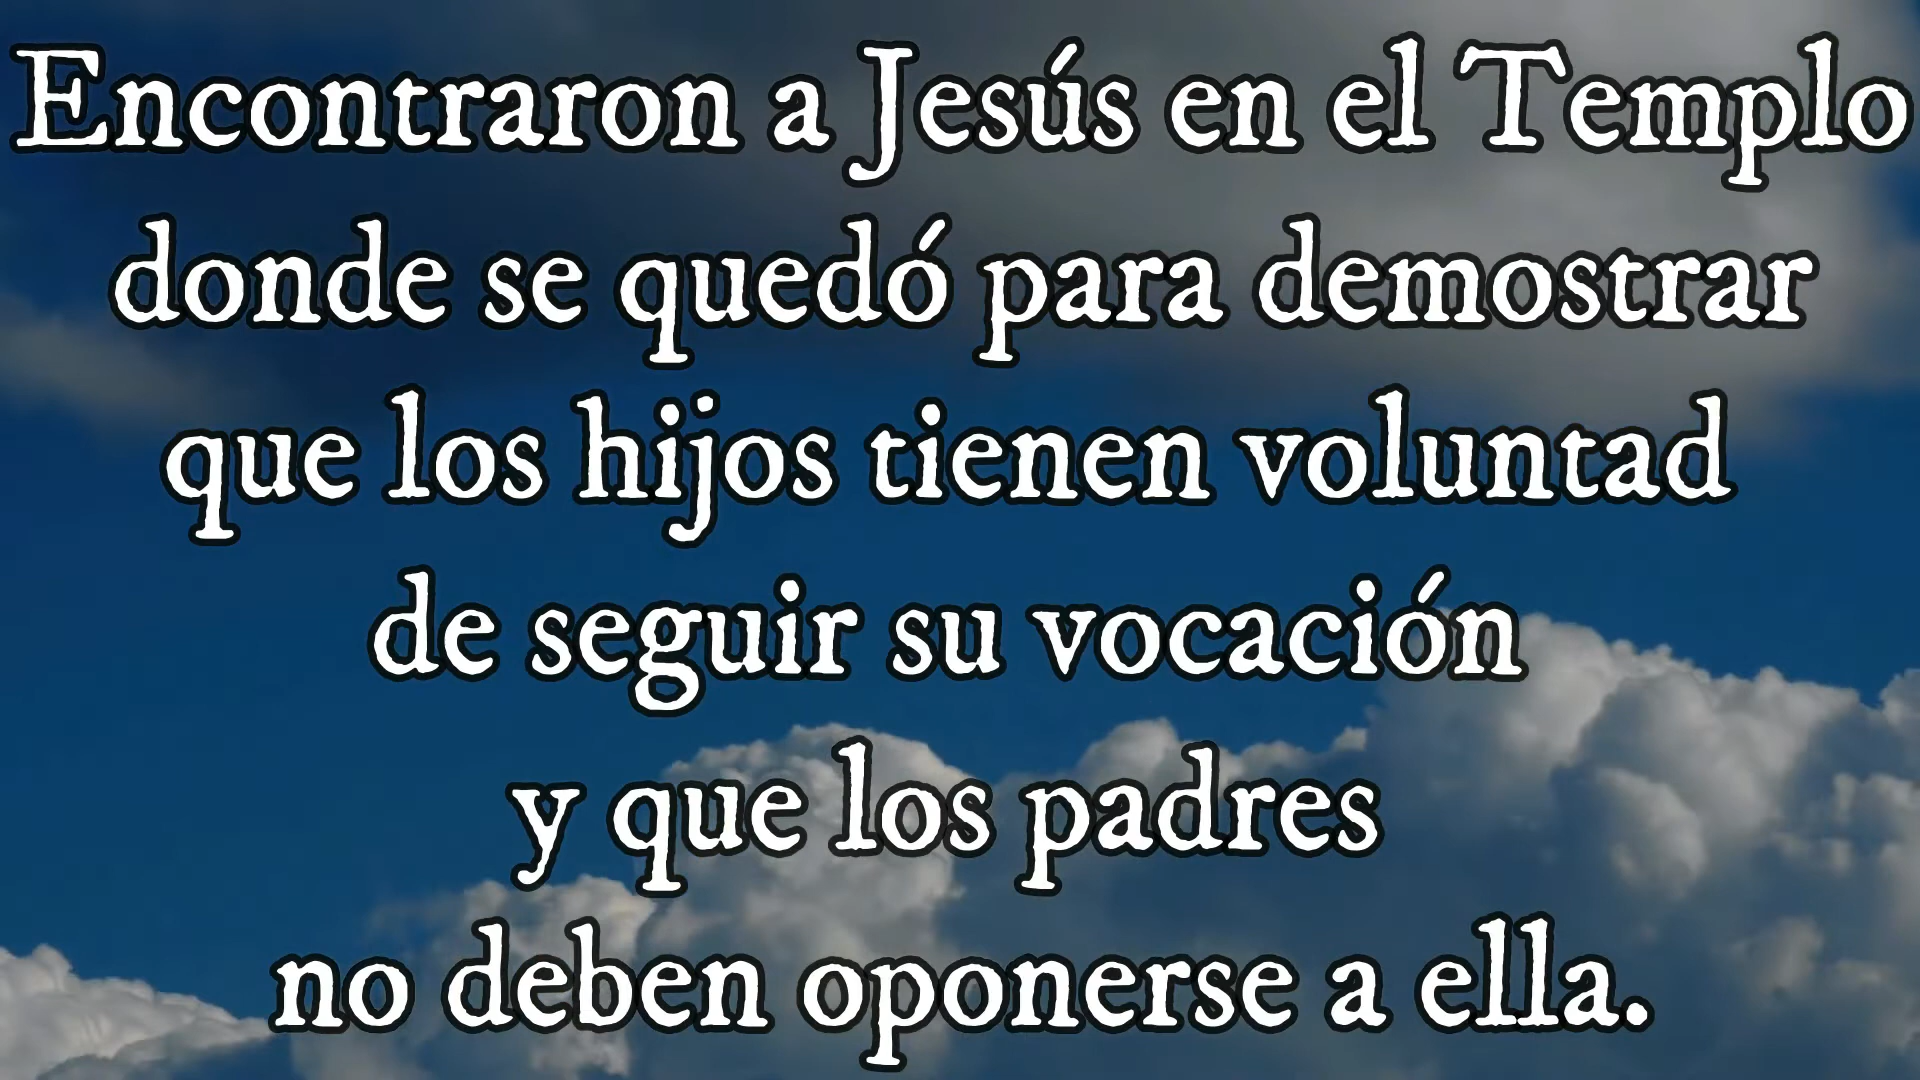 Encontraron a Jesús en el Templo
donde se quedó para demostrar
que los hijos tienen voluntad
de seguir su vocación
y que los padres
no deben oponerse a ella.